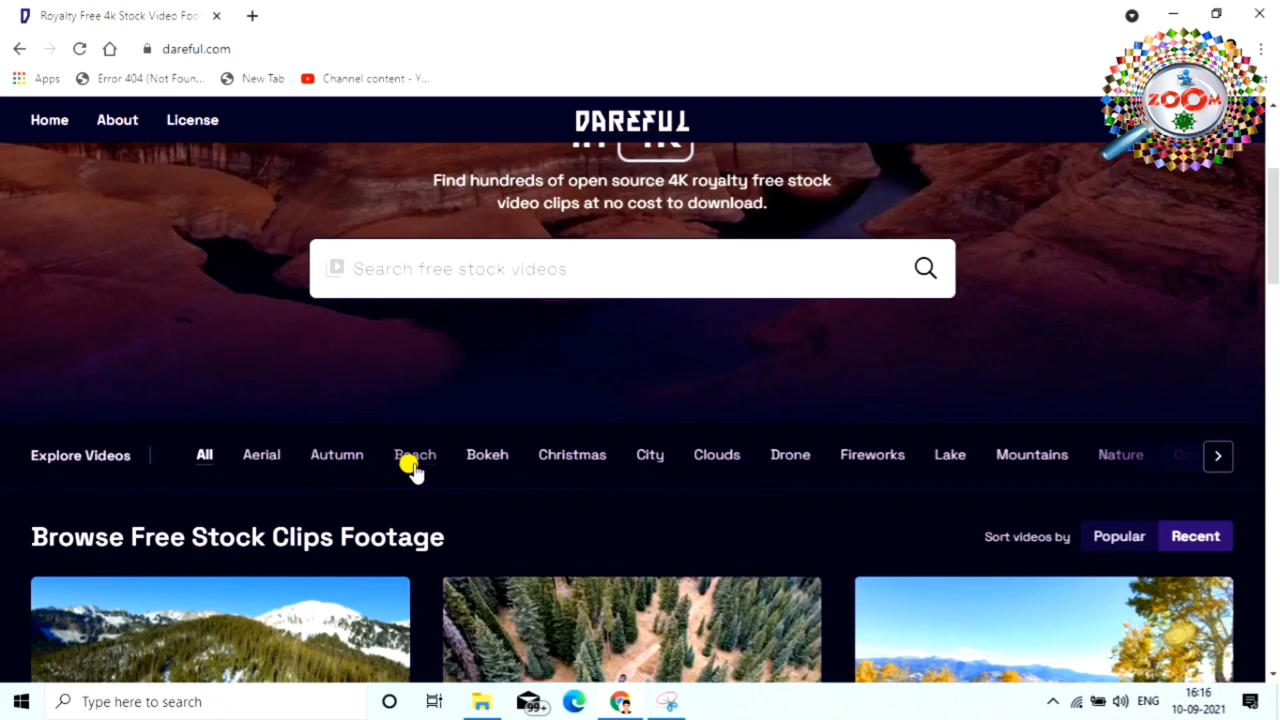 Royalty Free 4k Stock Video Foo
dareful.com
Apps Error 404 (Not Foun... New Tab Channel content - Y...
ZOOM
Home About License DAREFUL
Find hundreds of open source 4K royalty free stock
video clips at no cost to download.
Search free stock videos
Explore Videos All Aerial Autumn Beach Bokeh Christmas City Clouds Drone Fireworks Lake Mountains Nature
Browse Free Stock Clips Footage Sort videos by Popular Recent
Type here to search 99+ ENG 16:16
10-09-2021